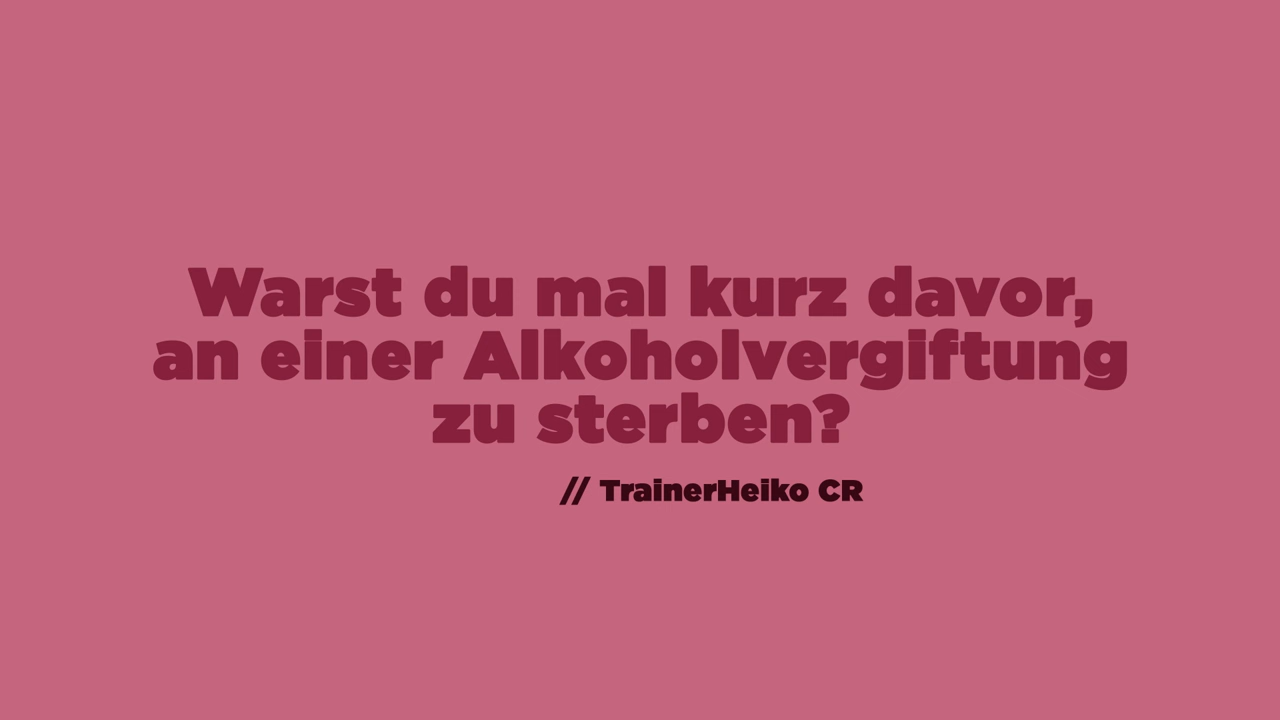 Warst du mal kurz davor,
an einer Alkoholvergiftung
zu sterben?
// TrainerHeiko CR